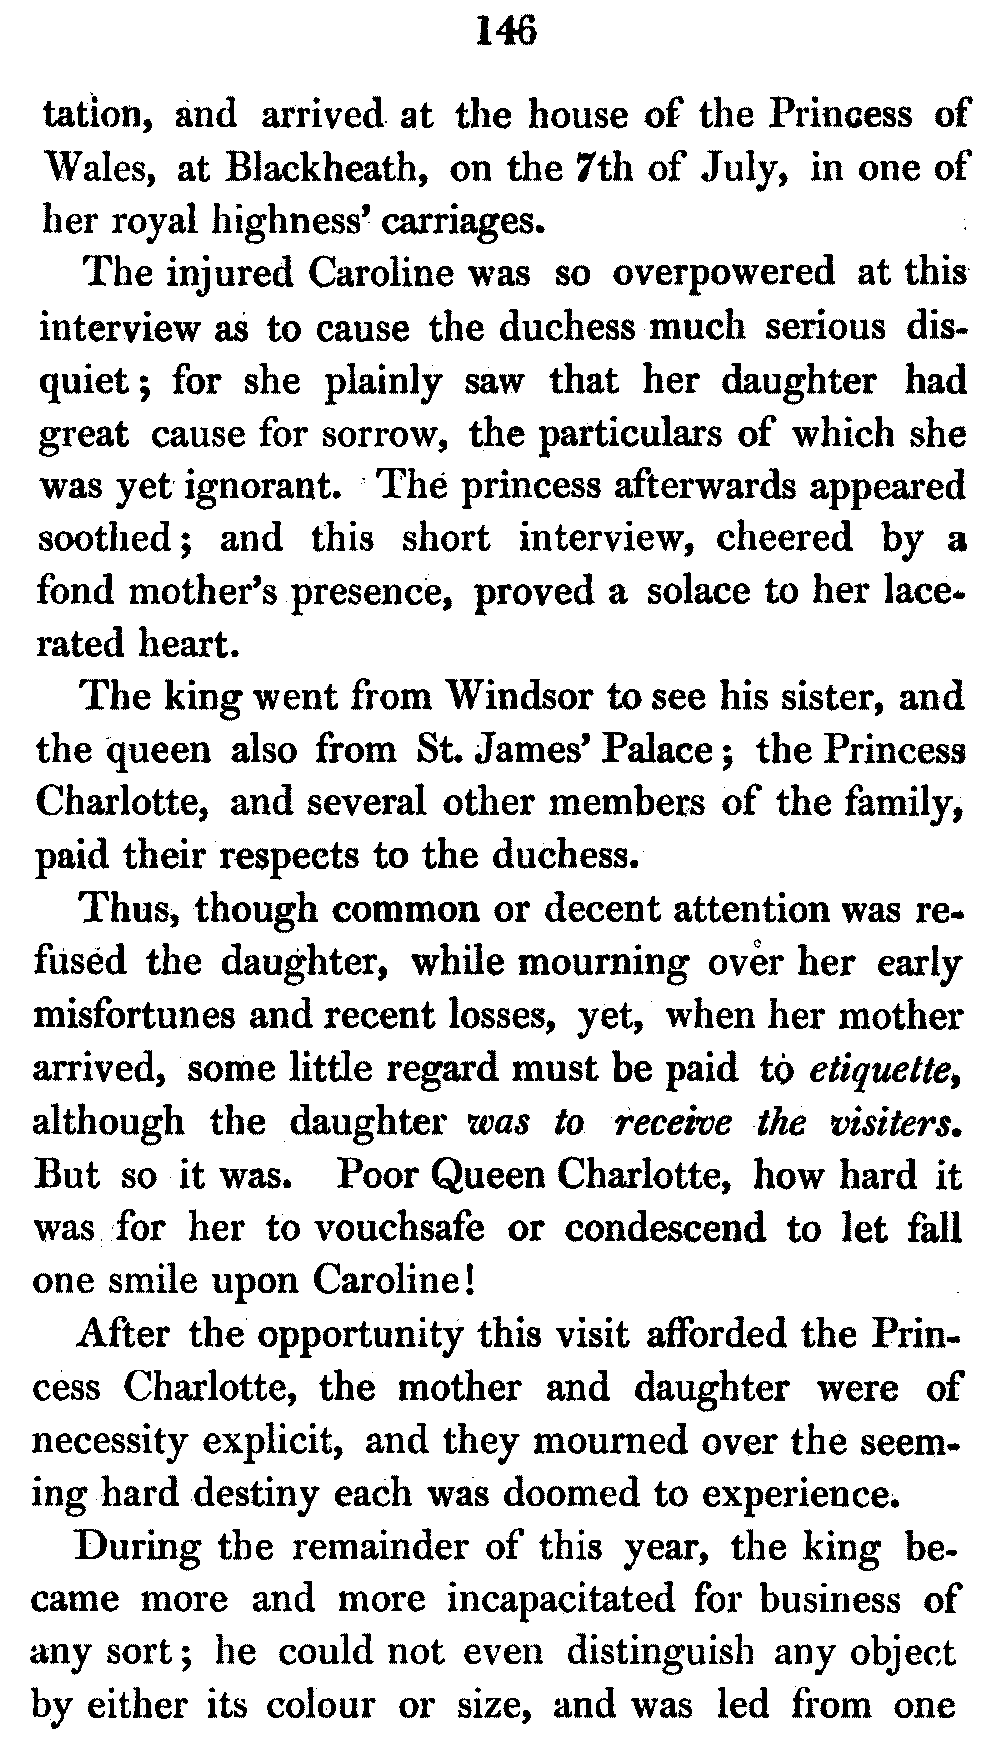 146
tation, and arrived at the house of the Princess of
Wales, at Blackheath, on the 7th of July, in one of
her royal highness' carriages.
The injured Caroline was so overpowered at this
interview as to cause the duchess much serious dis-
quiet; for she plainly saw that her daughter had
great cause for sorrow, the particulars of which she
was yet ignorant. The princess afterwards appeared
soothed; and this short interview, cheered by a
fond mother's presence, proved a solace to her lace-
rated heart.
The king went from Windsor to see his sister, and
the queen also from St. James' Palace; the Princess
Charlotte, and several other members of the family,
paid their respects to the duchess.
Thus, though common or decent attention was re-
fused the daughter, while mourning over her early
misfortunes and recent losses, yet, when her mother
arrived, some little regard must be paid to etiquette,
although the daughter was to receive the visiters.
But so it was. Poor Queen Charlotte, how hard it
was for her to vouchsafe or condescend to let fall
one smile upon Caroline!
After the opportunity this visit afforded the Prin-
cess Charlotte, the mother and daughter were of
necessity explicit, and they mourned over the seem-
ing hard destiny each was doomed to experience.
During the remainder of this year, the king be-
came more and more incapacitated for business of
any sort; he could not even distinguish any object
by either its colour or size, and was led from one